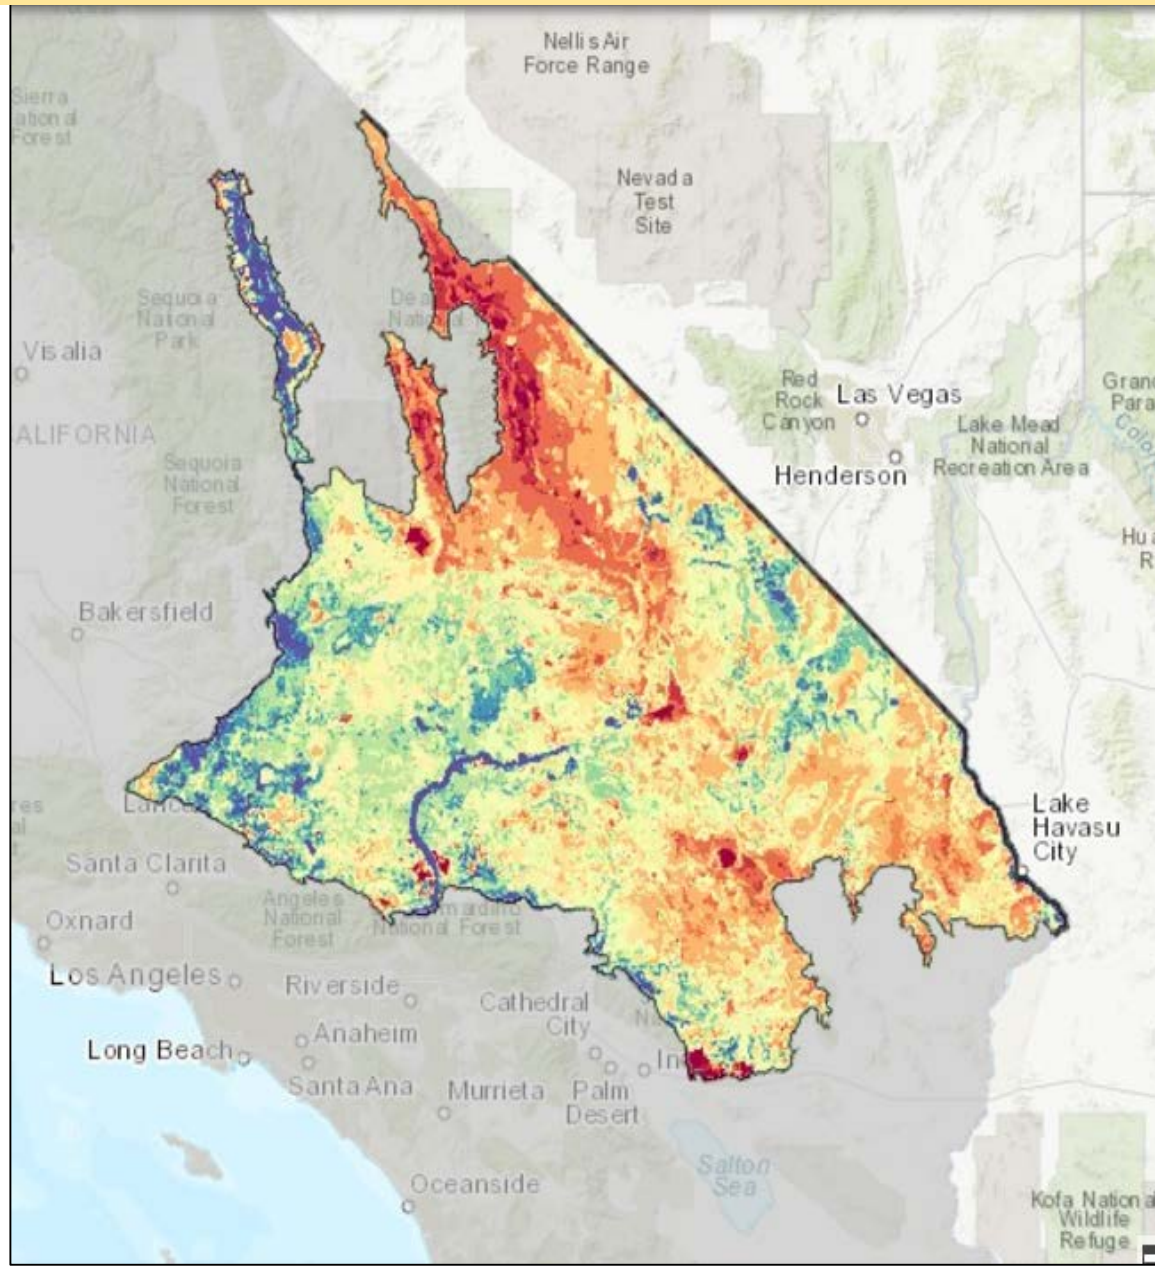 Nellis Air
Force Range
Sierra
ational
Forest
Nevada
Test
Site
Sequoia
National
Park
Visalia
Red
Rock
Canyon
Las Vegas
Lake Mead
National
Recreation Area
Henderson
ALIFORNIA
Sequoia
National
Forest
Bakersfield
Santa Clarita
Lake
Havasu
City
Angeles
National
Forest
National Forest
Oxnard
Los Angeles
Riverside
Cathedral
City
Anaheim
Long Beach
Santa Ana
Murrieta
Palm
Desert
Salton
Sea
Oceanside
Kofa Nationa
Wildlife
Refuge